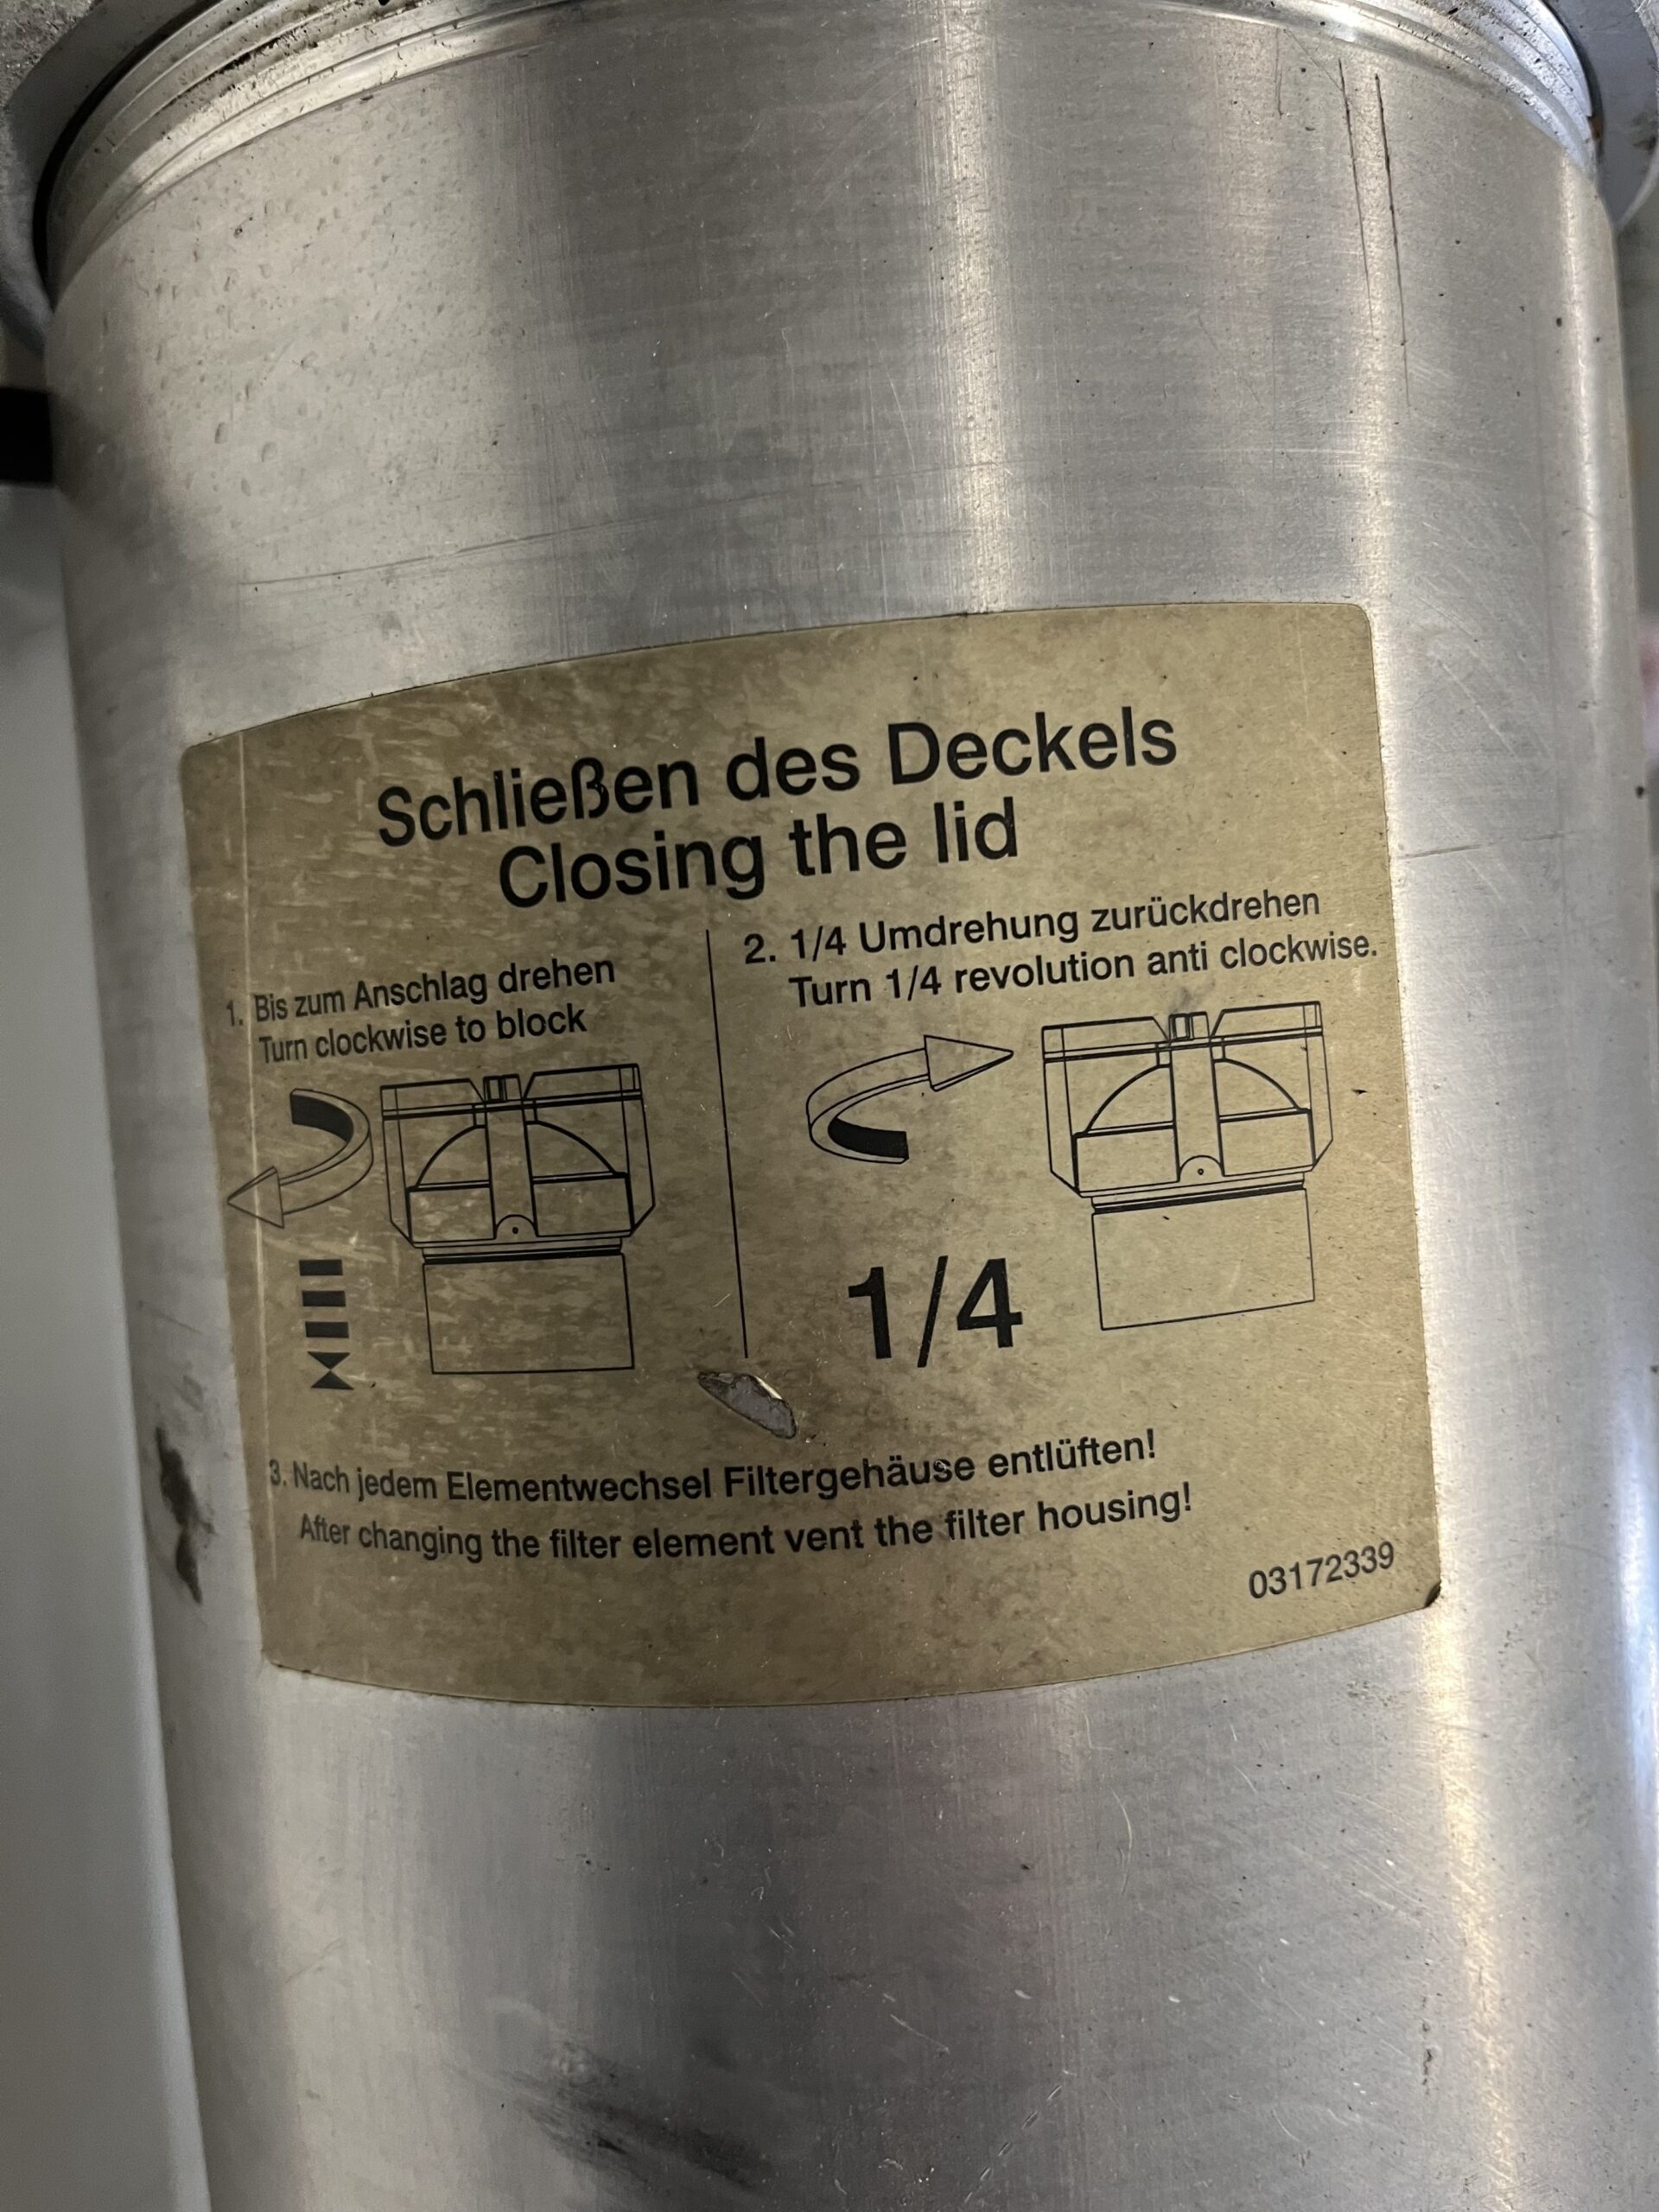 Schließen des Deckels
Closing the lid
1. Bis zum Anschlag drehen
Turn clockwise to block
2. 1/4 Umdrehung zurückdrehen
Turn 1/4 revolution anti clockwise.
1/4
3. Nach jedem Elementwechsel Filtergehäuse entlüften!
After changing the filter element vent the filter housing!
03172339